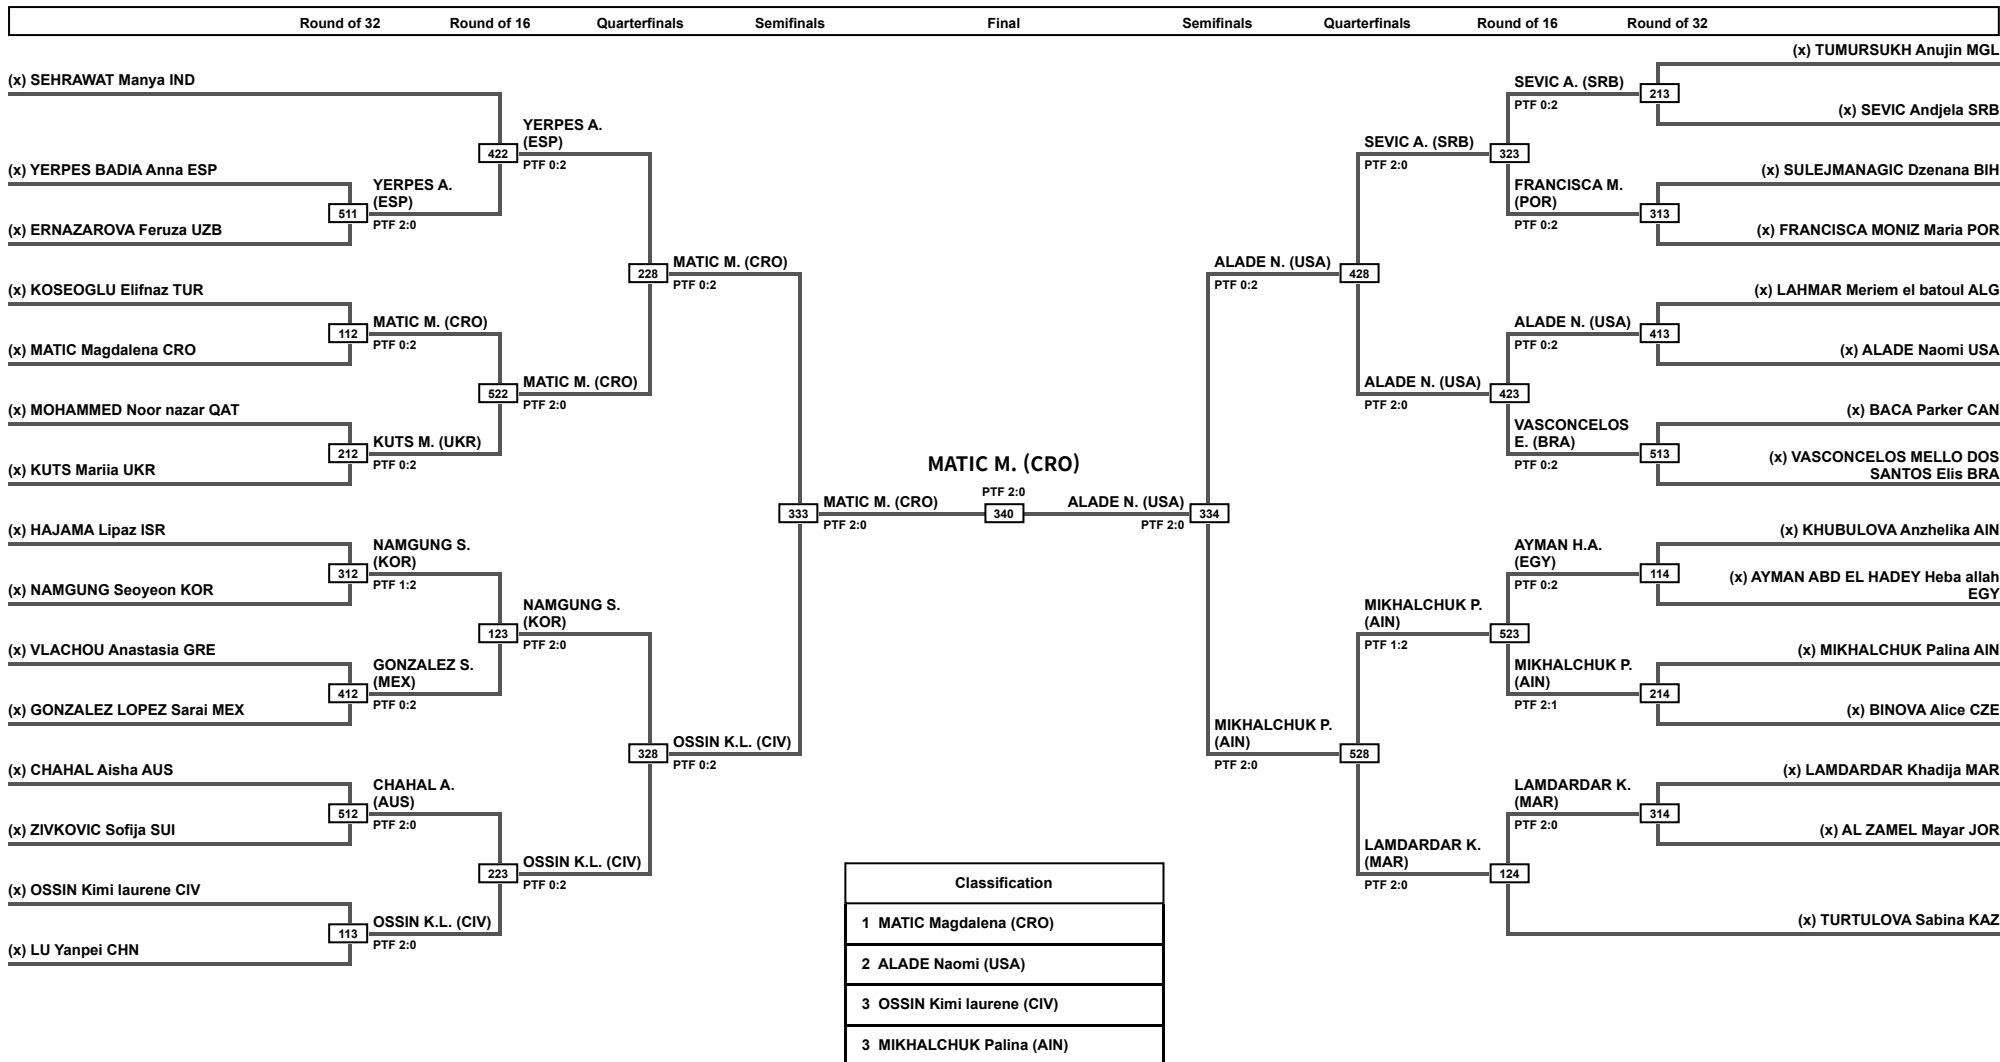 Round of 32 Round of 16 Quarterfinals Semifinals Final Semifinals Quarterfinals Round of 16 Round of 32
(x) SEHRAWAT Manya IND
(x) YERPES BADIA Anna ESP
(x) ERNAZAROVA Feruza UZB
(x) KOSEOGLU Elifnaz TUR
(x) MATIC Magdalena CRO
(x) MOHAMMED Noor nazar QAT
(x) KUTS Mariia UKR
(x) HAJAMA Lipaz ISR
(x) NAMGUNG Seoyeon KOR
(x) VLACHOU Anastasia GRE
(x) GONZALEZ LOPEZ Sarai MEX
(x) CHAHAL Aisha AUS
(x) ZIVKOVIC Sofija SUI
(x) OSSIN Kimi laurene CIV
(x) LU Yanpei CHN
511
YERPES A.
(ESP)
PTF 2:0
112
MATIC M. (CRO)
PTF 0:2
212
KUTS M. (UKR)
PTF 0:2
312
NAMGUNG S.
(KOR)
PTF 1:2
412
GONZALEZ S.
(MEX)
PTF 0:2
512
CHAHAL A.
(AUS)
PTF 2:0
113
OSSIN K.L. (CIV)
PTF 2:0
422
YERPES A.
(ESP)
PTF 0:2
522
MATIC M. (CRO)
PTF 2:0
123
NAMGUNG S.
(KOR)
PTF 2:0
223
OSSIN K.L. (CIV)
PTF 0:2
228
MATIC M. (CRO)
PTF 0:2
328
OSSIN K.L. (CIV)
PTF 0:2
333
MATIC M. (CRO)
PTF 2:0
MATIC M. (CRO)
PTF 2:0
340
ALADE N. (USA)
PTF 2:0
334
ALADE N. (USA)
PTF 0:2
428
MIKHALCHUK P.
(AIN)
PTF 2:0
528
SEVIC A. (SRB)
PTF 2:0
323
ALADE N. (USA)
PTF 2:0
423
MIKHALCHUK P.
(AIN)
PTF 1:2
523
LAMDARDAR K.
(MAR)
PTF 2:0
124
SEVIC A. (SRB)
PTF 0:2
213
FRANCISCA M.
(POR)
PTF 0:2
313
ALADE N. (USA)
PTF 0:2
413
VASCONCELOS
E. (BRA)
PTF 0:2
513
AYMAN H.A.
(EGY)
PTF 0:2
114
MIKHALCHUK P.
(AIN)
PTF 2:1
214
LAMDARDAR K.
(MAR)
PTF 2:0
314
(x) TUMURSUKH Anujin MGL
(x) SEVIC Andjela SRB
(x) SULEJMANAGIC Dzenana BIH
(x) FRANCISCA MONIZ Maria POR
(x) LAHMAR Meriem el batoul ALG
(x) ALADE Naomi USA
(x) BACA Parker CAN
(x) VASCONCELOS MELLO DOS
SANTOS Elis BRA
(x) KHUBULOVA Anzhelika AIN
(x) AYMAN ABD EL HADEY Heba allah
EGY
(x) MIKHALCHUK Palina AIN
(x) BINOVA Alice CZE
(x) LAMDARDAR Khadija MAR
(x) AL ZAMEL Mayar JOR
(x) TURTULOVA Sabina KAZ
Classification
1 MATIC Magdalena (CRO)
2 ALADE Naomi (USA)
3 OSSIN Kimi laurene (CIV)
3 MIKHALCHUK Palina (AIN)